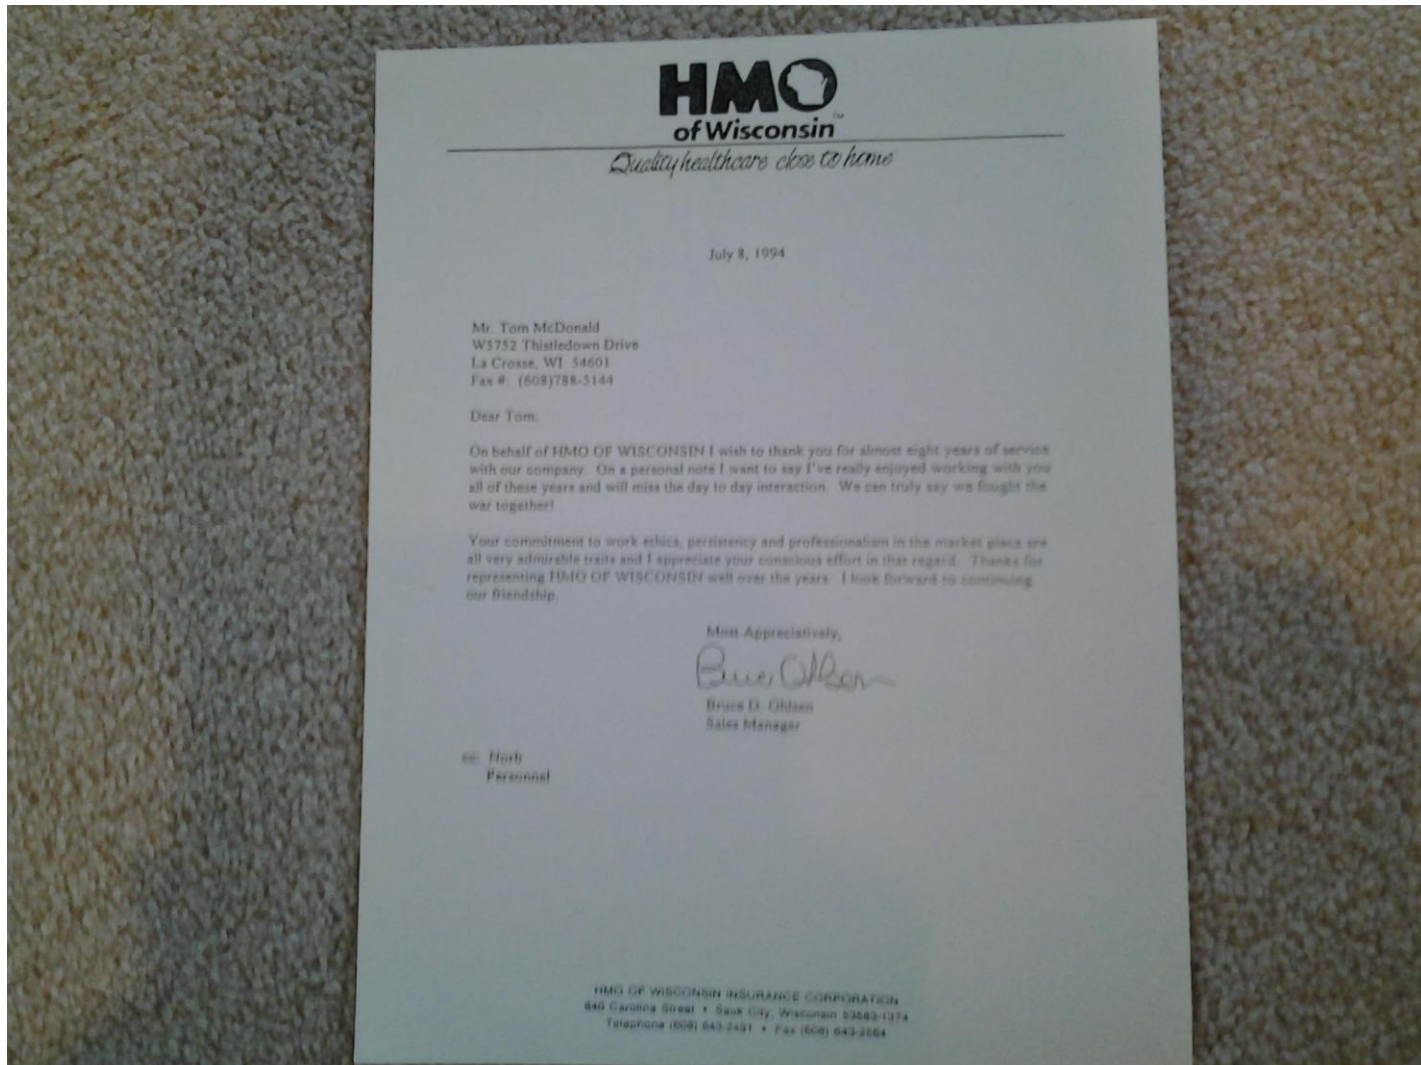 HMO
of Wisconsin™
Quality healthcare close to home
July 8, 1994
Mr. Tom McDonald
W5752 Thistledown Drive
La Crosse, WI 54601
Fax #: (608)788-5144
Dear Tom:
On behalf of HMO OF WISCONSIN I wish to thank you for almost eight years of service
with our company. On a personal note I want to say I've really enjoyed working with you
all of these years and will miss the day to day interaction. We can truly say we fought the
war together!
Your commitment to work ethics, persistency and professionalism in the market place are
all very admirable traits and I appreciate your conscious effort in that regard. Thanks for
representing HMO OF WISCONSIN well over the years. I look forward to continuing
our friendship.
Most Appreciatively,
Bruce Ohlsen
Bruce D. Ohlsen
Sales Manager
cc: Norb
Personnel
HMO OF WISCONSIN INSURANCE CORPORATION
840 Carolina Street • Sauk City, Wisconsin 53583-1374
Telephone (608) 643-2491 • Fax (608) 643-2564